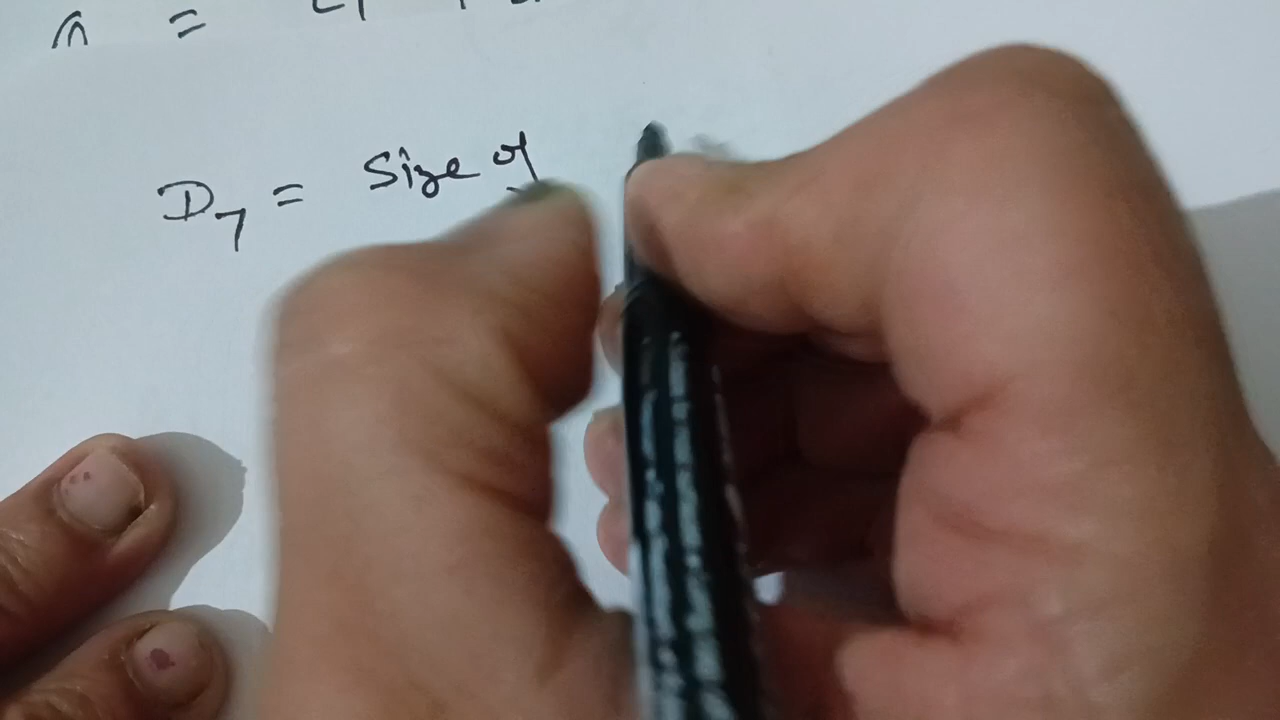 n =
D7 = Size of